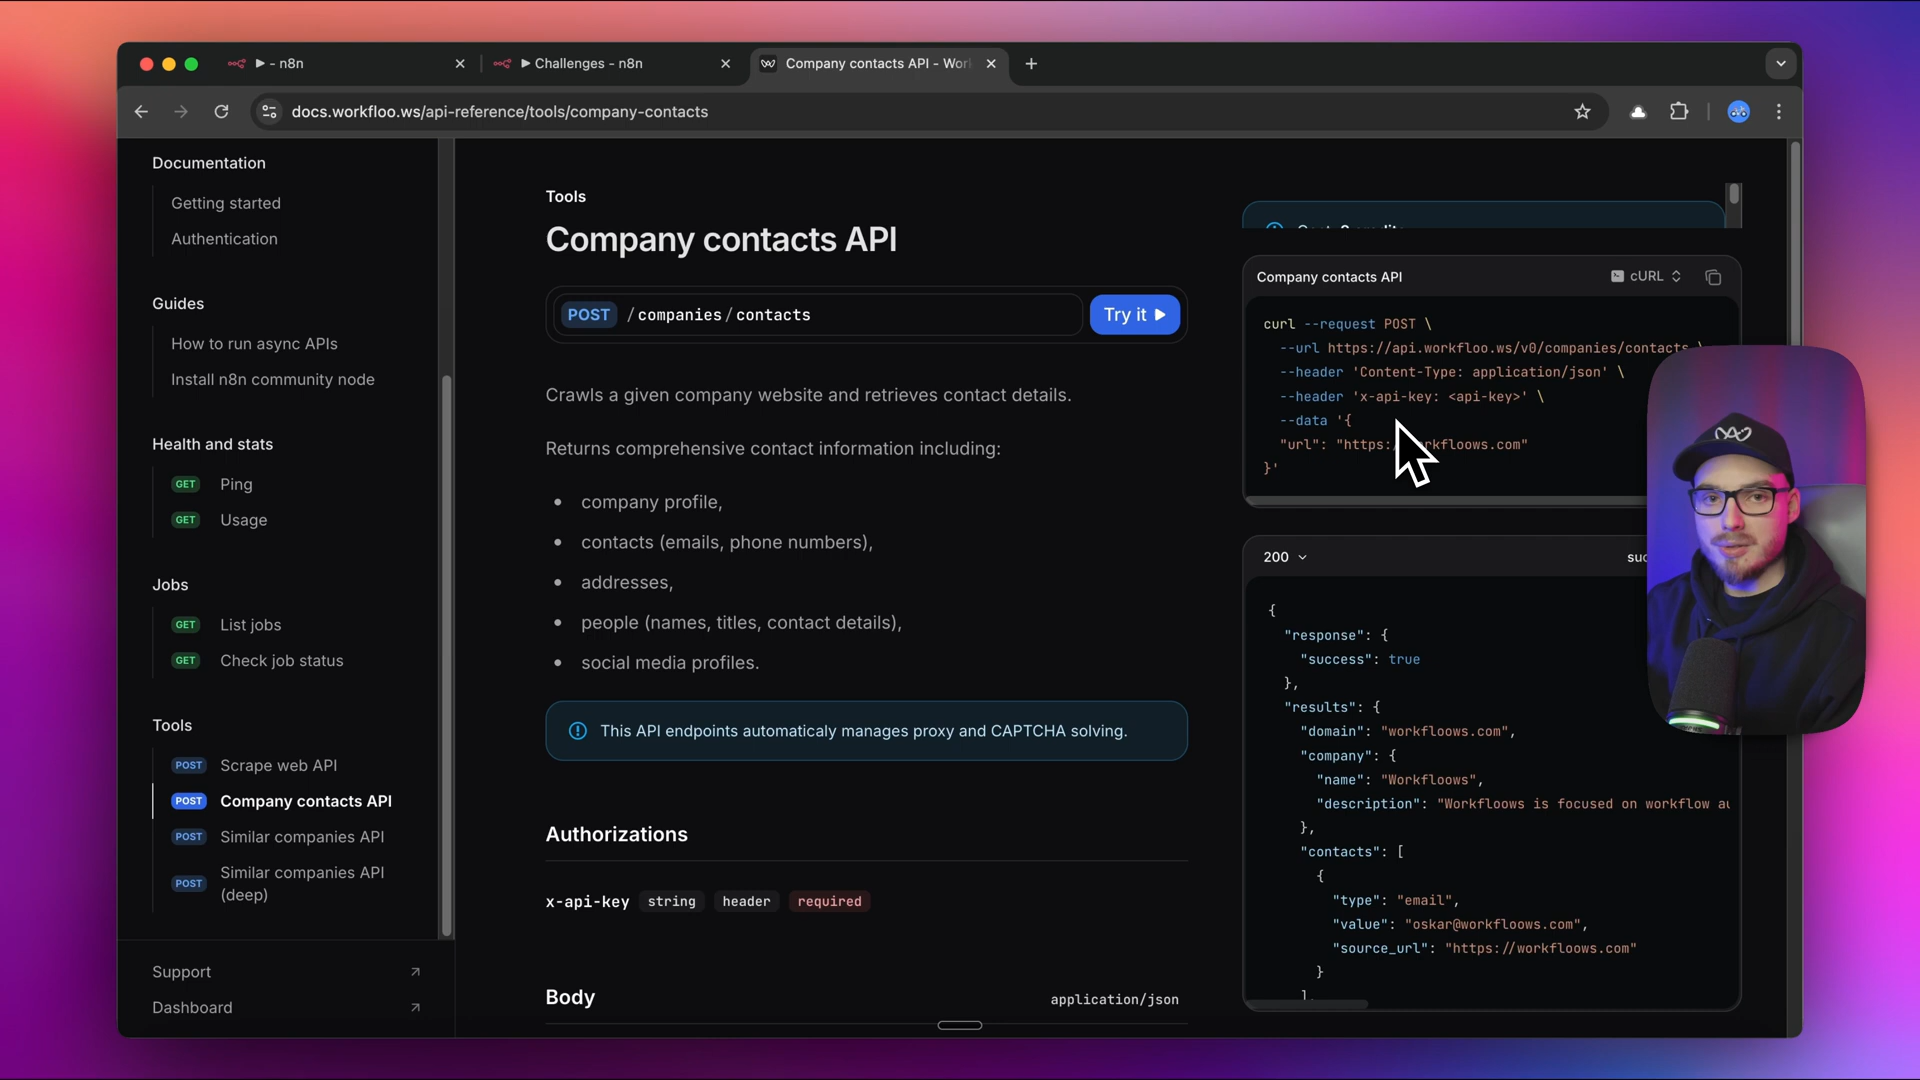 - n8n
Challenges - n8n
Company contacts API - Wor
docs.workfloo.ws/api-reference/tools/company-contacts
Documentation
Getting started
Authentication
Guides
How to run async APIs
Install n8n community node
Health and stats
GET Ping
GET Usage
Jobs
GET List jobs
GET Check job status
Tools
POST Scrape web API
POST Company contacts API
POST Similar companies API
POST Similar companies API
(deep)
Support
Dashboard
Tools
Company contacts API
POST /companies/contacts
Try it
Crawls a given company website and retrieves contact details.
Returns comprehensive contact information including:
• company profile,
• contacts (emails, phone numbers),
• addresses,
• people (names, titles, contact details),
• social media profiles.
This API endpoints automaticaly manages proxy and CAPTCHA solving.
Authorizations
x-api-key string header required
Body
application/json
Company contacts API
cURL
curl --request POST \
--url https://api.workfloo.ws/v0/companies/contacts \
--header 'Content-Type: application/json' \
--header 'x-api-key: <api-key>' \
--data '{
"url": "https: rkfloows.com"
}'
200
suc
{
"response": {
"success": true
},
"results": {
"domain": "workfloows.com",
"company": {
"name": "Workfloows",
"description": "Workfloows is focused on workflow au
},
"contacts": [
{
"type": "email",
"value": "oskar@workfloows.com",
"source_url": "https://workfloows.com"
}
],